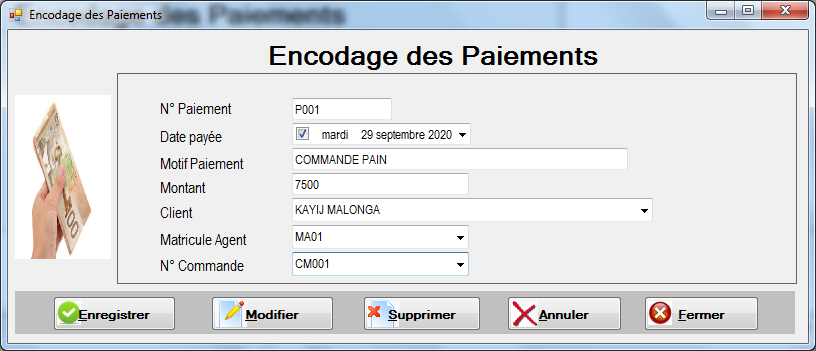 Encodage des Paiements
Encodage des Paiements
N° Paiement P001
Date payée mardi 29 septembre 2020
Motif Paiement COMMANDE PAIN
Montant 7500
Client KAYIJ MALONGA
Matricule Agent MA01
N° Commande CM001
Enregistrer Modifier Supprimer Annuler Fermer
100